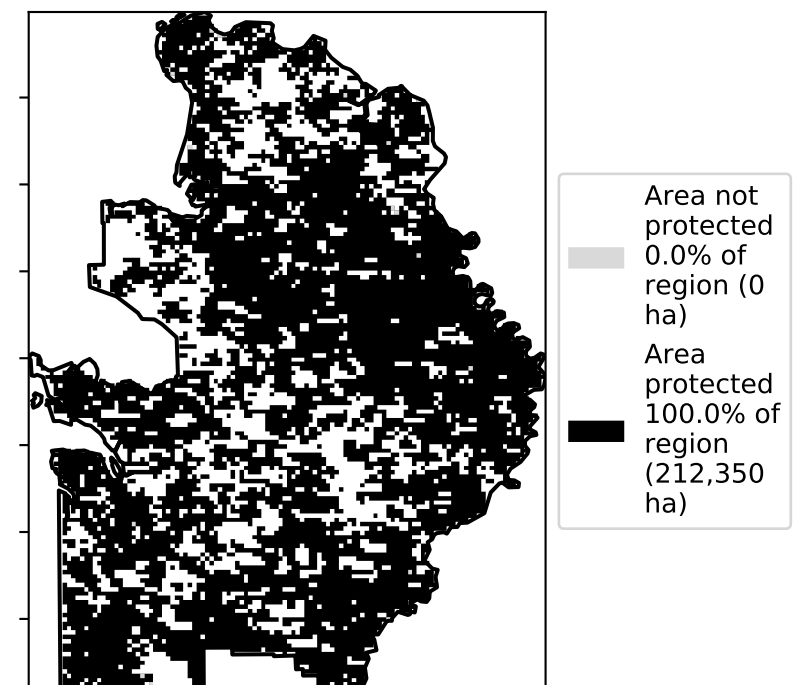 Area not
protected
0.0% of
region (0
ha)
Area
protected
100.0% of
region
(212,350
ha)